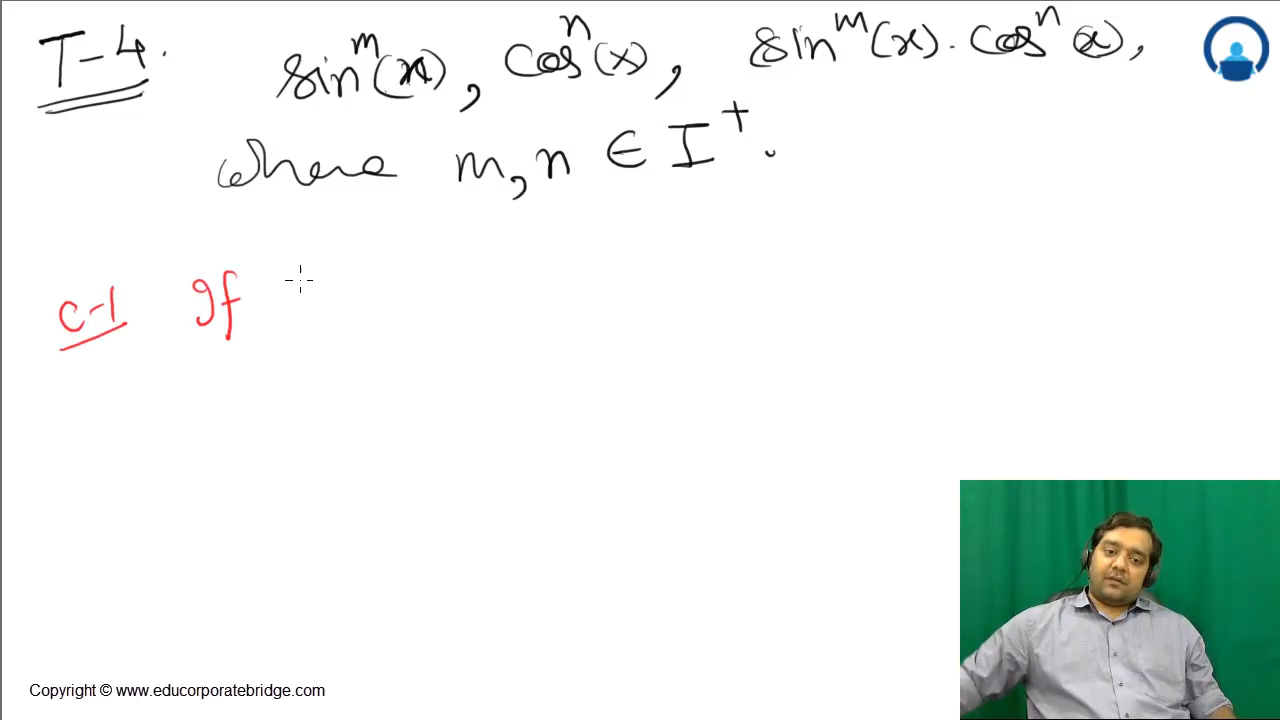 T-4. sin^m(x), cos^n(x), sin^m(x). cos^n(x),
where m,n ∈ I^+.
C-1 If
Copyright © www.educorporatebridge.com